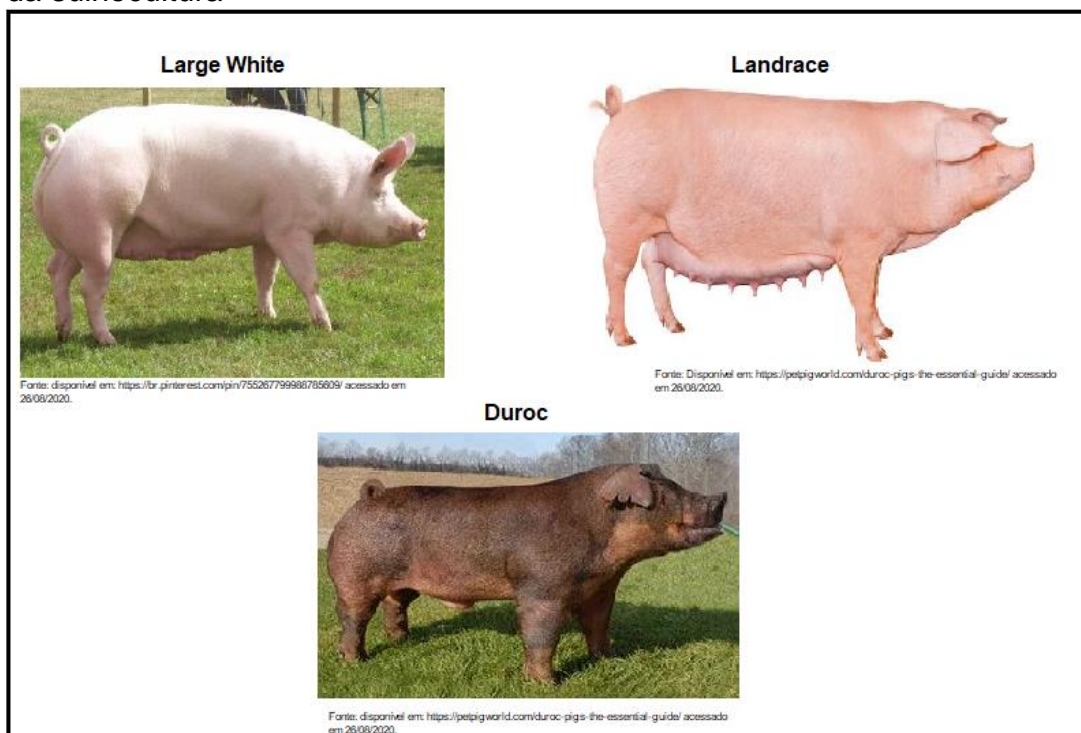 da suinocultura
Large White
Landrace
Fonte: disponível em: https://br.pinterest.com/pin/755267799988785609/ acessado em
26/08/2020.
Fonte: Disponível em: https://petpigworld.com/duroc-pigs-the-essential-guide/ acessado
em 26/08/2020.
Duroc
Fonte: disponível em: https://petpigworld.com/duroc-pigs-the-essential-guide/ acessado
em 26/08/2020.